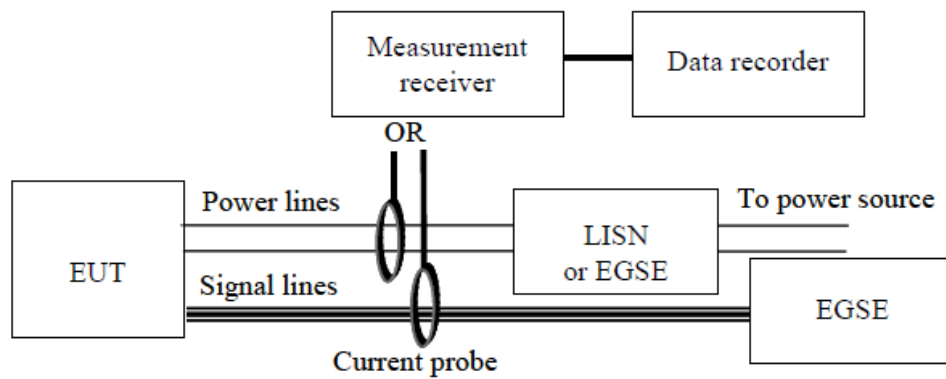 Measurement
receiver
Data recorder
OR
Power lines
To power source
LISN
or EGSE
EUT
Signal lines
EGSE
Current probe